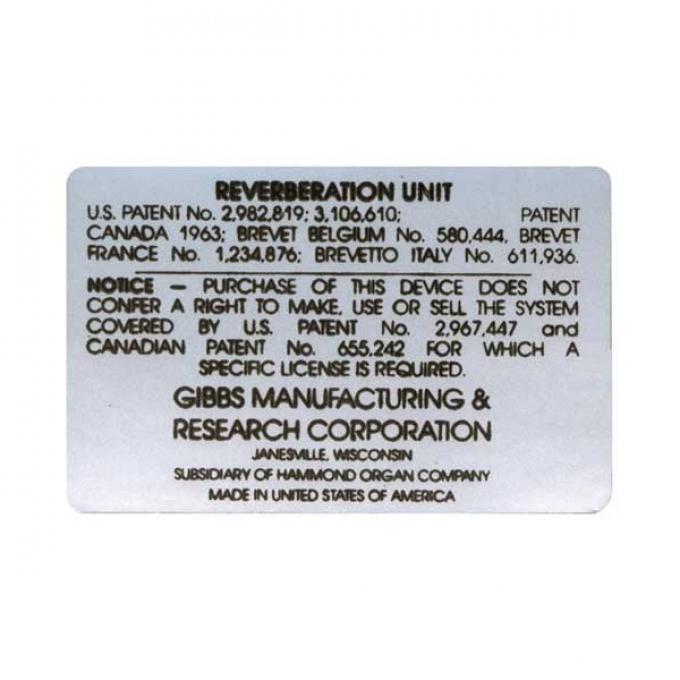 REVERBERATION UNIT
U.S. PATENT No. 2,982,819; 3,106,610; PATENT
CANADA 1963; BREVET BELGIUM No. 580,444, BREVET
FRANCE No. 1,234,876; BREVETTO ITALY No. 611,936.
NOTICE — PURCHASE OF THIS DEVICE DOES NOT
CONFER A RIGHT TO MAKE, USE OR SELL THE SYSTEM
COVERED BY U.S. PATENT No. 2,967,447 and
CANADIAN PATENT No. 655,242 FOR WHICH A
SPECIFIC LICENSE IS REQUIRED.
GIBBS MANUFACTURING &
RESEARCH CORPORATION
JANESVILLE, WISCONSIN
SUBSIDIARY OF HAMMOND ORGAN COMPANY
MADE IN UNITED STATES OF AMERICA